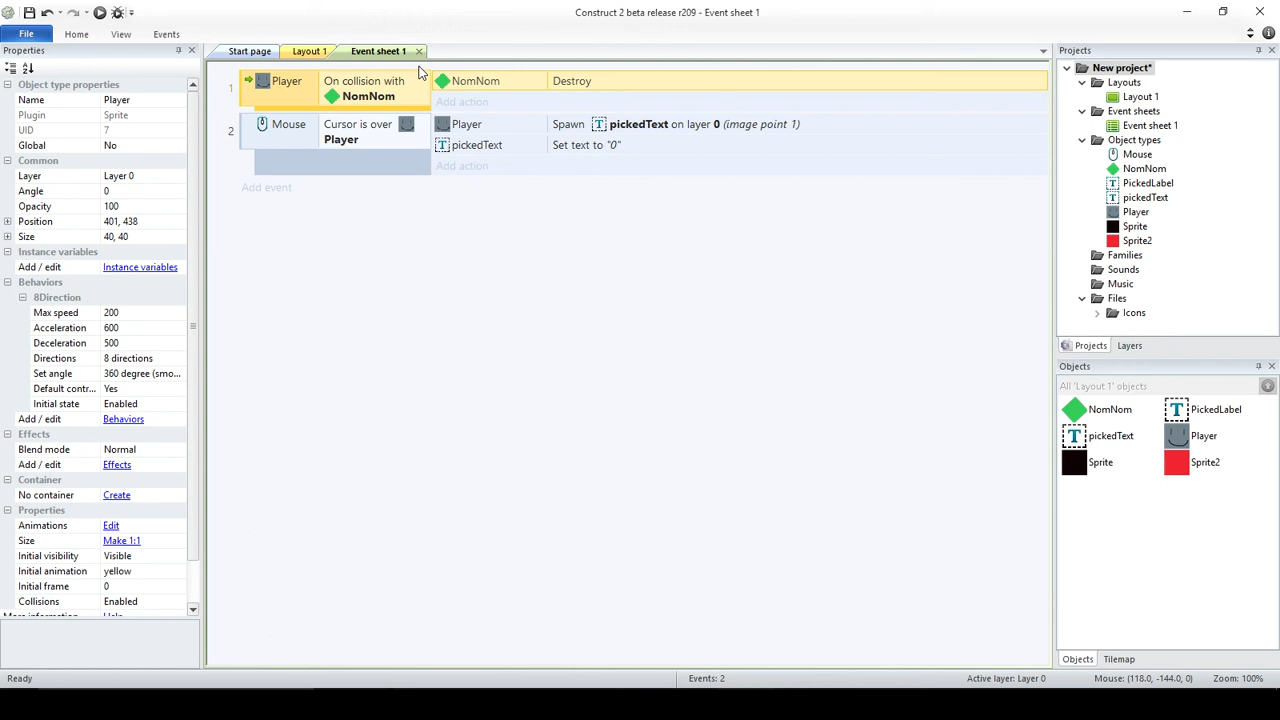 Construct 2 beta release r209 - Event sheet 1
File Home View Events
Properties
Start page Layout 1 Event sheet 1
Projects
Object type properties
Name Player
Plugin Sprite
UID 7
Global No
Common
Layer Layer 0
Angle 0
Opacity 100
Position 401, 438
Size 40, 40
Instance variables
Add / edit Instance variables
Behaviors
8Direction
Max speed 200
Acceleration 600
Deceleration 500
Directions 8 directions
Set angle 360 degree (smo...
Default contr... Yes
Initial state Enabled
Add / edit Behaviors
Effects
Blend mode Normal
Add / edit Effects
Container
No container Create
Properties
Animations Edit
Size Make 1:1
Initial visibility Visible
Initial animation yellow
Initial frame 0
Collisions Enabled
More information Help
1 Player On collision with NomNom Destroy
NomNom
Add action
2 Mouse Cursor is over Player Spawn T pickedText on layer 0 (image point 1)
Player T pickedText Set text to "0"
Add action
Add event
New project*
Layouts
Layout 1
Event sheets
Event sheet 1
Object types
Mouse
NomNom
T PickedLabel
T pickedText
Player
Sprite
Sprite2
Families
Sounds
Music
Files
Icons
Projects Layers
Objects
All 'Layout 1' objects
NomNom T PickedLabel
T pickedText Player
Sprite Sprite2
Objects Tilemap
Ready Events: 2 Active layer: Layer 0 Mouse: (118.0, -144.0, 0) Zoom: 100%